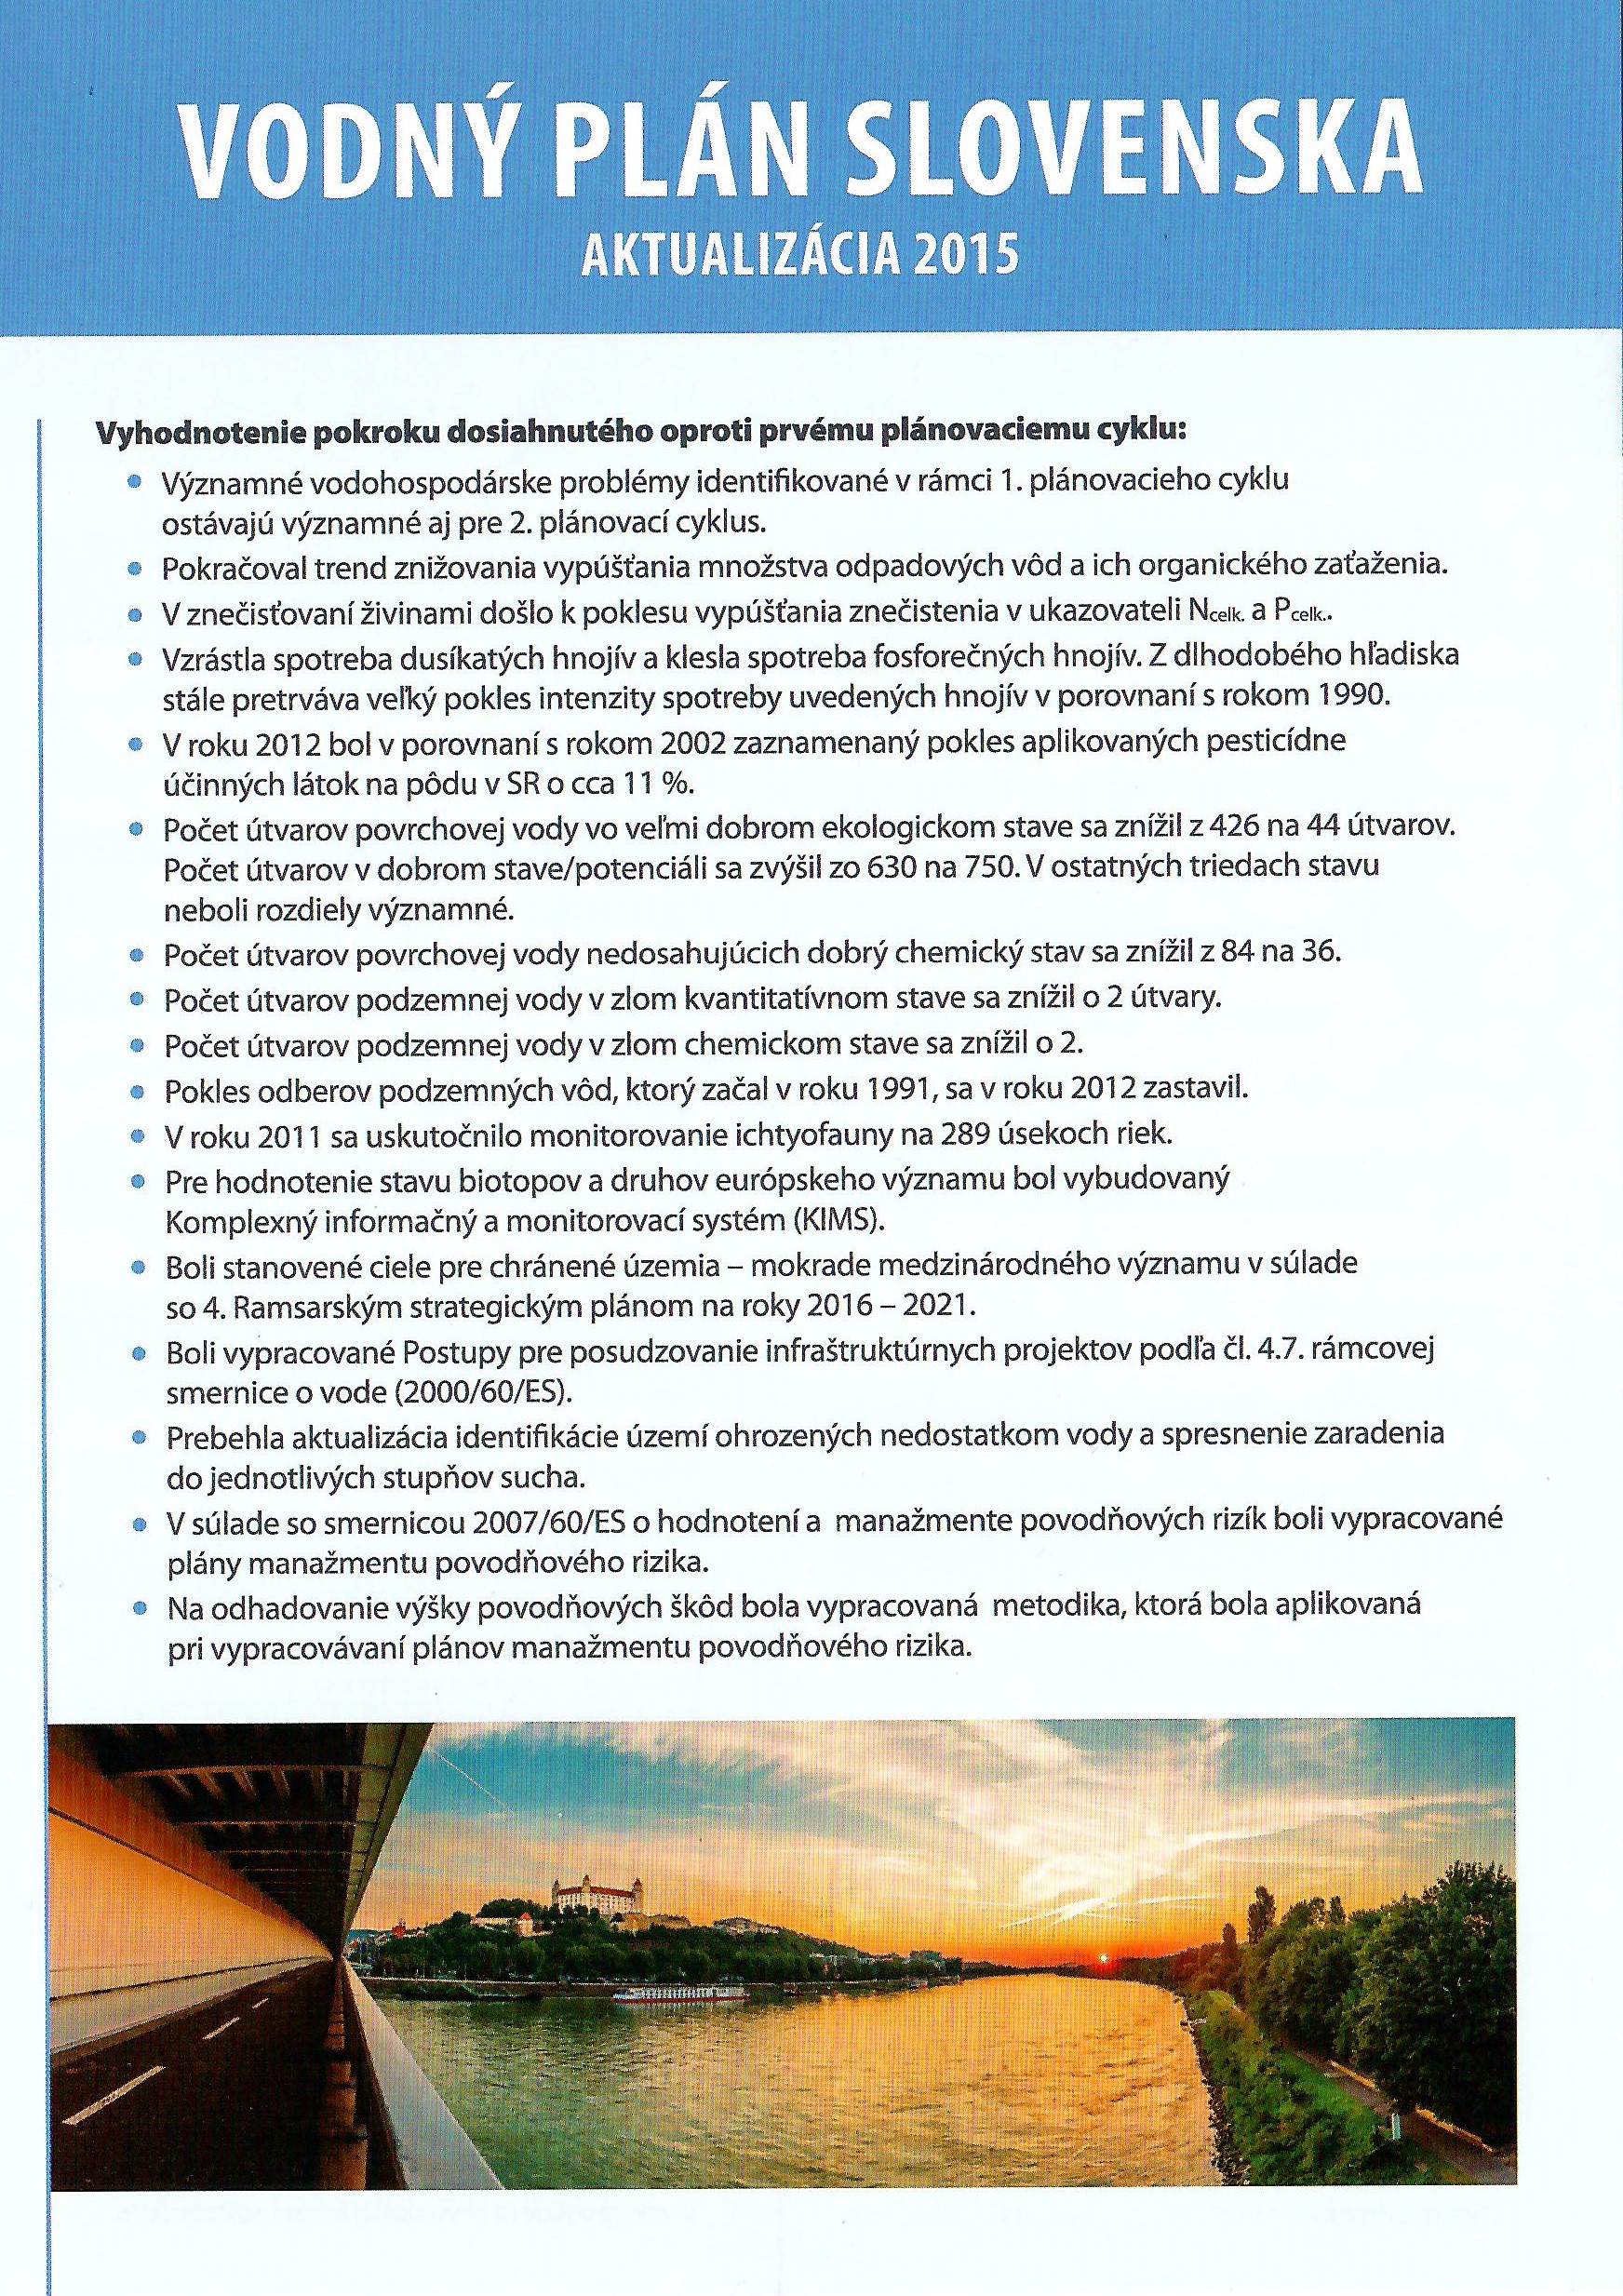 VODNÝ PLÁN SLOVENSKA
AKTUALIZÁCIA 2015
Vyhodnotenie pokroku dosiahnutého oproti prvému plánovaciemu cyklu:
• Významné vodohospodárske problémy identifikované v rámci 1. plánovacieho cyklu
ostávajú významné aj pre 2. plánovací cyklus.
• Pokračoval trend znižovania vypúšťania množstva odpadových vôd a ich organického zaťaženia.
• V znečisťovaní živinami došlo k poklesu vypúšťania znečistenia v ukazovateli Ncelk. a Pcelk..
• Vzrástla spotreba dusíkatých hnojív a klesla spotreba fosforečných hnojív. Z dlhodobého hľadiska
stále pretrváva veľký pokles intenzity spotreby uvedených hnojív v porovnaní s rokom 1990.
• V roku 2012 bol v porovnaní s rokom 2002 zaznamenaný pokles aplikovaných pesticídne
účinných látok na pôdu v SR o cca 11 %.
• Počet útvarov povrchovej vody vo veľmi dobrom ekologickom stave sa znížil z 426 na 44 útvarov.
Počet útvarov v dobrom stave/potenciáli sa zvýšil zo 630 na 750. V ostatných triedach stavu
neboli rozdiely významné.
• Počet útvarov povrchovej vody nedosahujúcich dobrý chemický stav sa znížil z 84 na 36.
• Počet útvarov podzemnej vody v zlom kvantitatívnom stave sa znížil o 2 útvary.
• Počet útvarov podzemnej vody v zlom chemickom stave sa znížil o 2.
• Pokles odberov podzemných vôd, ktorý začal v roku 1991, sa v roku 2012 zastavil.
• V roku 2011 sa uskutočnilo monitorovanie ichtyofauny na 289 úsekoch riek.
• Pre hodnotenie stavu biotopov a druhov európskeho významu bol vybudovaný
Komplexný informačný a monitorovací systém (KIMS).
• Boli stanovené ciele pre chránené územia – mokrade medzinárodného významu v súlade
so 4. Ramsarským strategickým plánom na roky 2016 – 2021.
• Boli vypracované Postupy pre posudzovanie infraštruktúrnych projektov podľa čl. 4.7. rámcovej
smernice o vode (2000/60/ES).
• Prebehla aktualizácia identifikácie území ohrozených nedostatkom vody a spresnenie zaradenia
do jednotlivých stupňov sucha.
• V súlade so smernicou 2007/60/ES o hodnotení a manažmente povodňových rizík boli vypracované
plány manažmentu povodňového rizika.
• Na odhadovanie výšky povodňových škôd bola vypracovaná metodika, ktorá bola aplikovaná
pri vypracovávaní plánov manažmentu povodňového rizika.